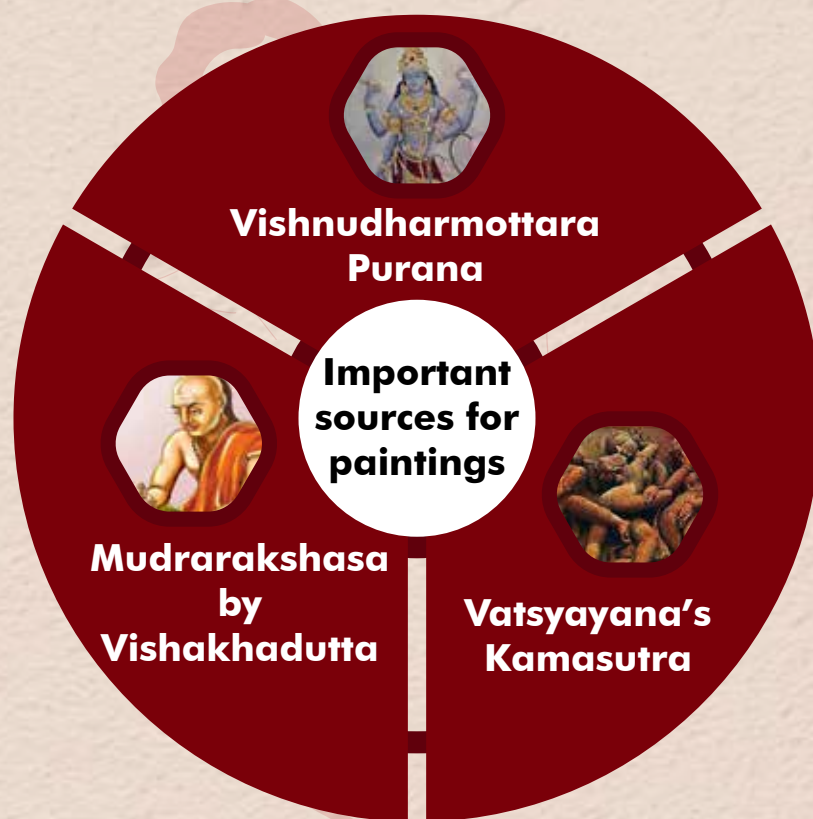 Vishnudharmottara
Purana
Important
sources for
paintings
Mudrarakshasa
by
Vishakhadutta
Vatsyayana’s
Kamasutra